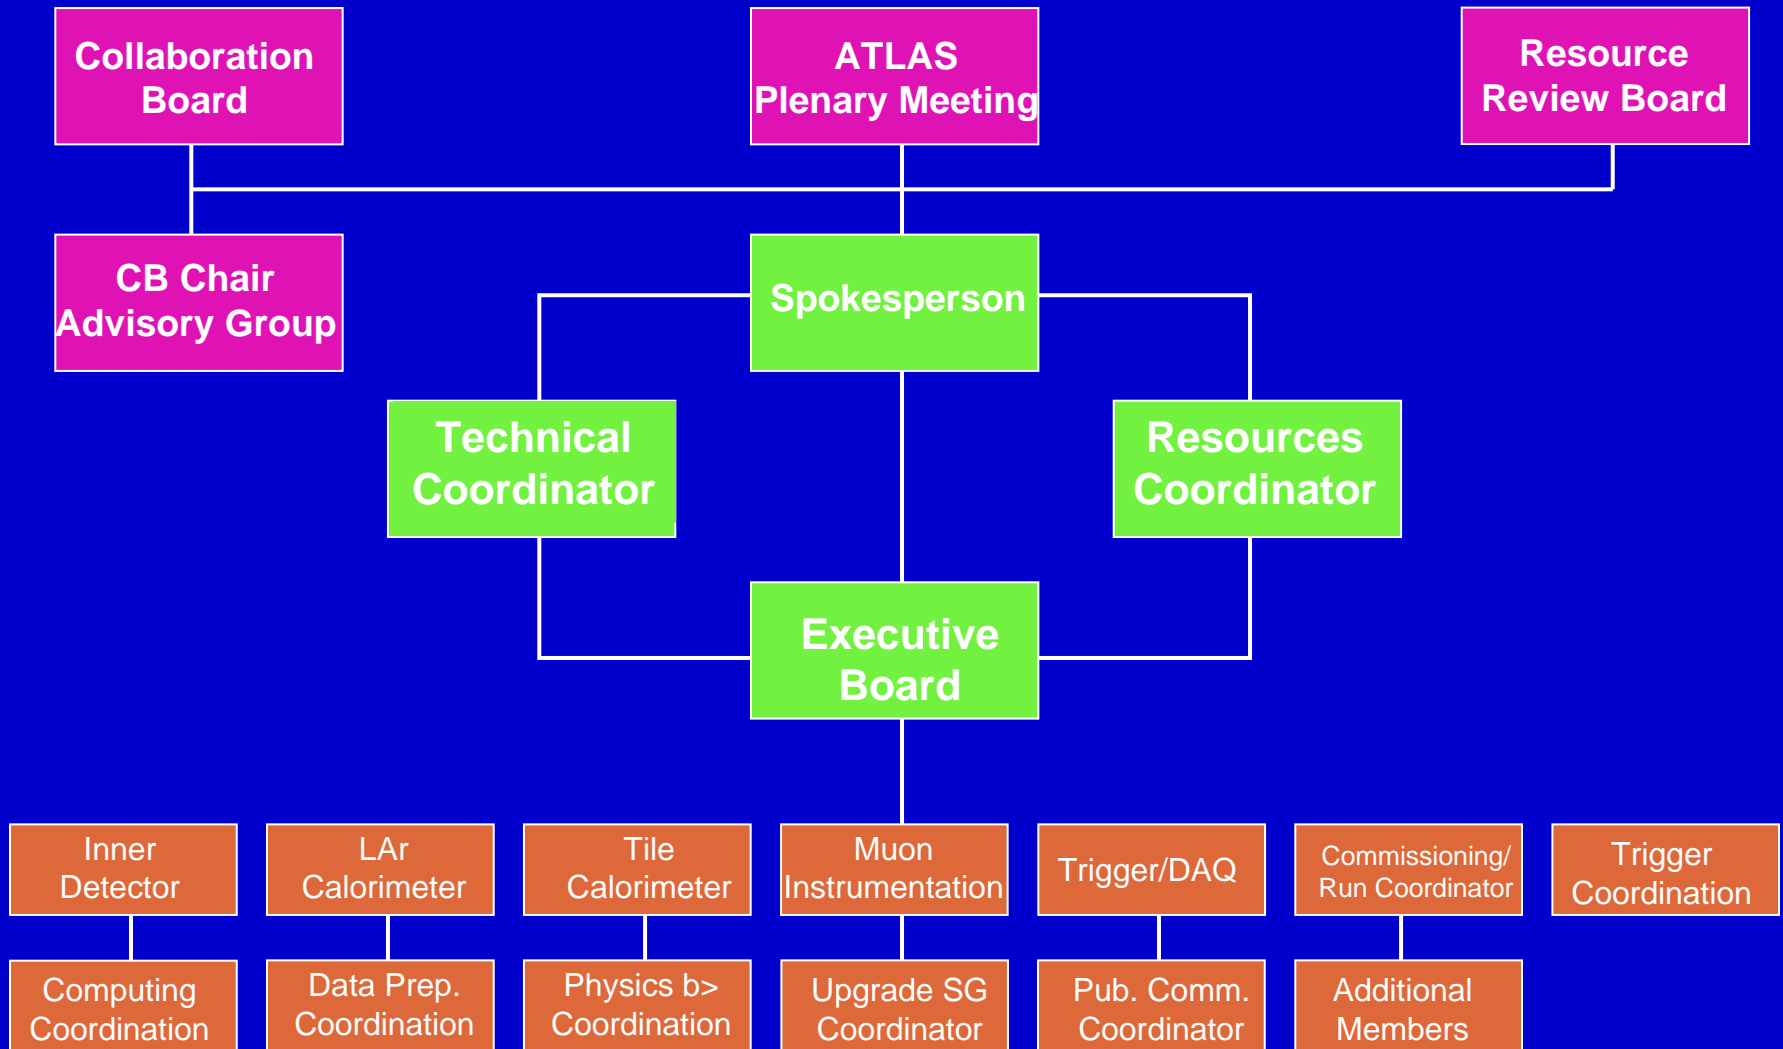 Collaboration
Board
ATLAS
Plenary Meeting
Resource
Review Board
CB Chair
Advisory Group
Spokesperson
Technical
Coordinator
Resources
Coordinator
Executive
Board
Inner
Detector
LAr
Calorimeter
Tile
Calorimeter
Muon
Instrumentation
Trigger/DAQ
Commissioning/
Run Coordinator
Trigger
Coordination
Computing
Coordination
Data Prep.
Coordination
Physics b>
Coordination
Upgrade SG
Coordinator
Pub. Comm.
Coordinator
Additional
Members